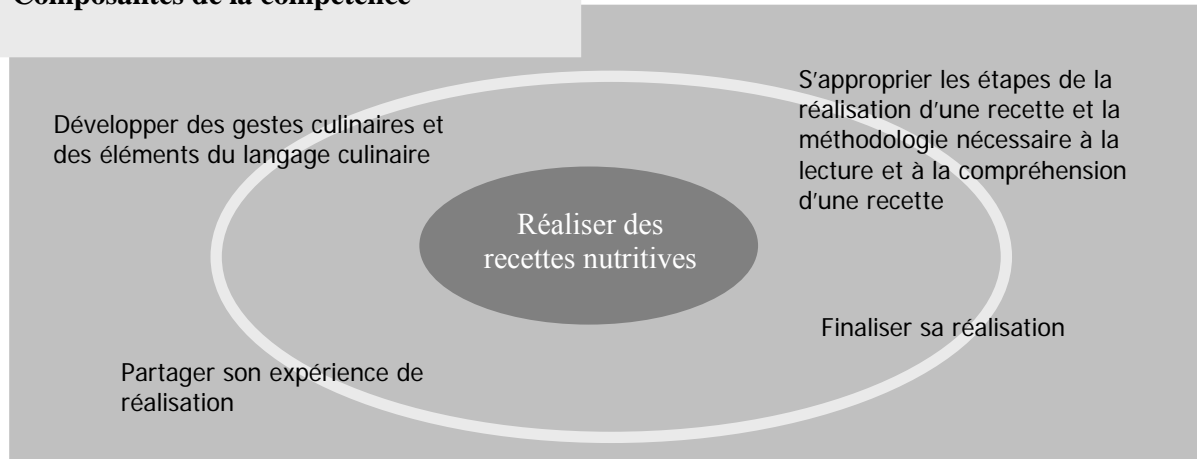 Composantes de la compétence
Développer des gestes culinaires et
des éléments du langage culinaire
S'approprier les étapes de la
réalisation d'une recette et la
méthodologie nécessaire à la
lecture et à la compréhension
d'une recette
Réaliser des
recettes nutritives
Finaliser sa réalisation
Partager son expérience de
réalisation